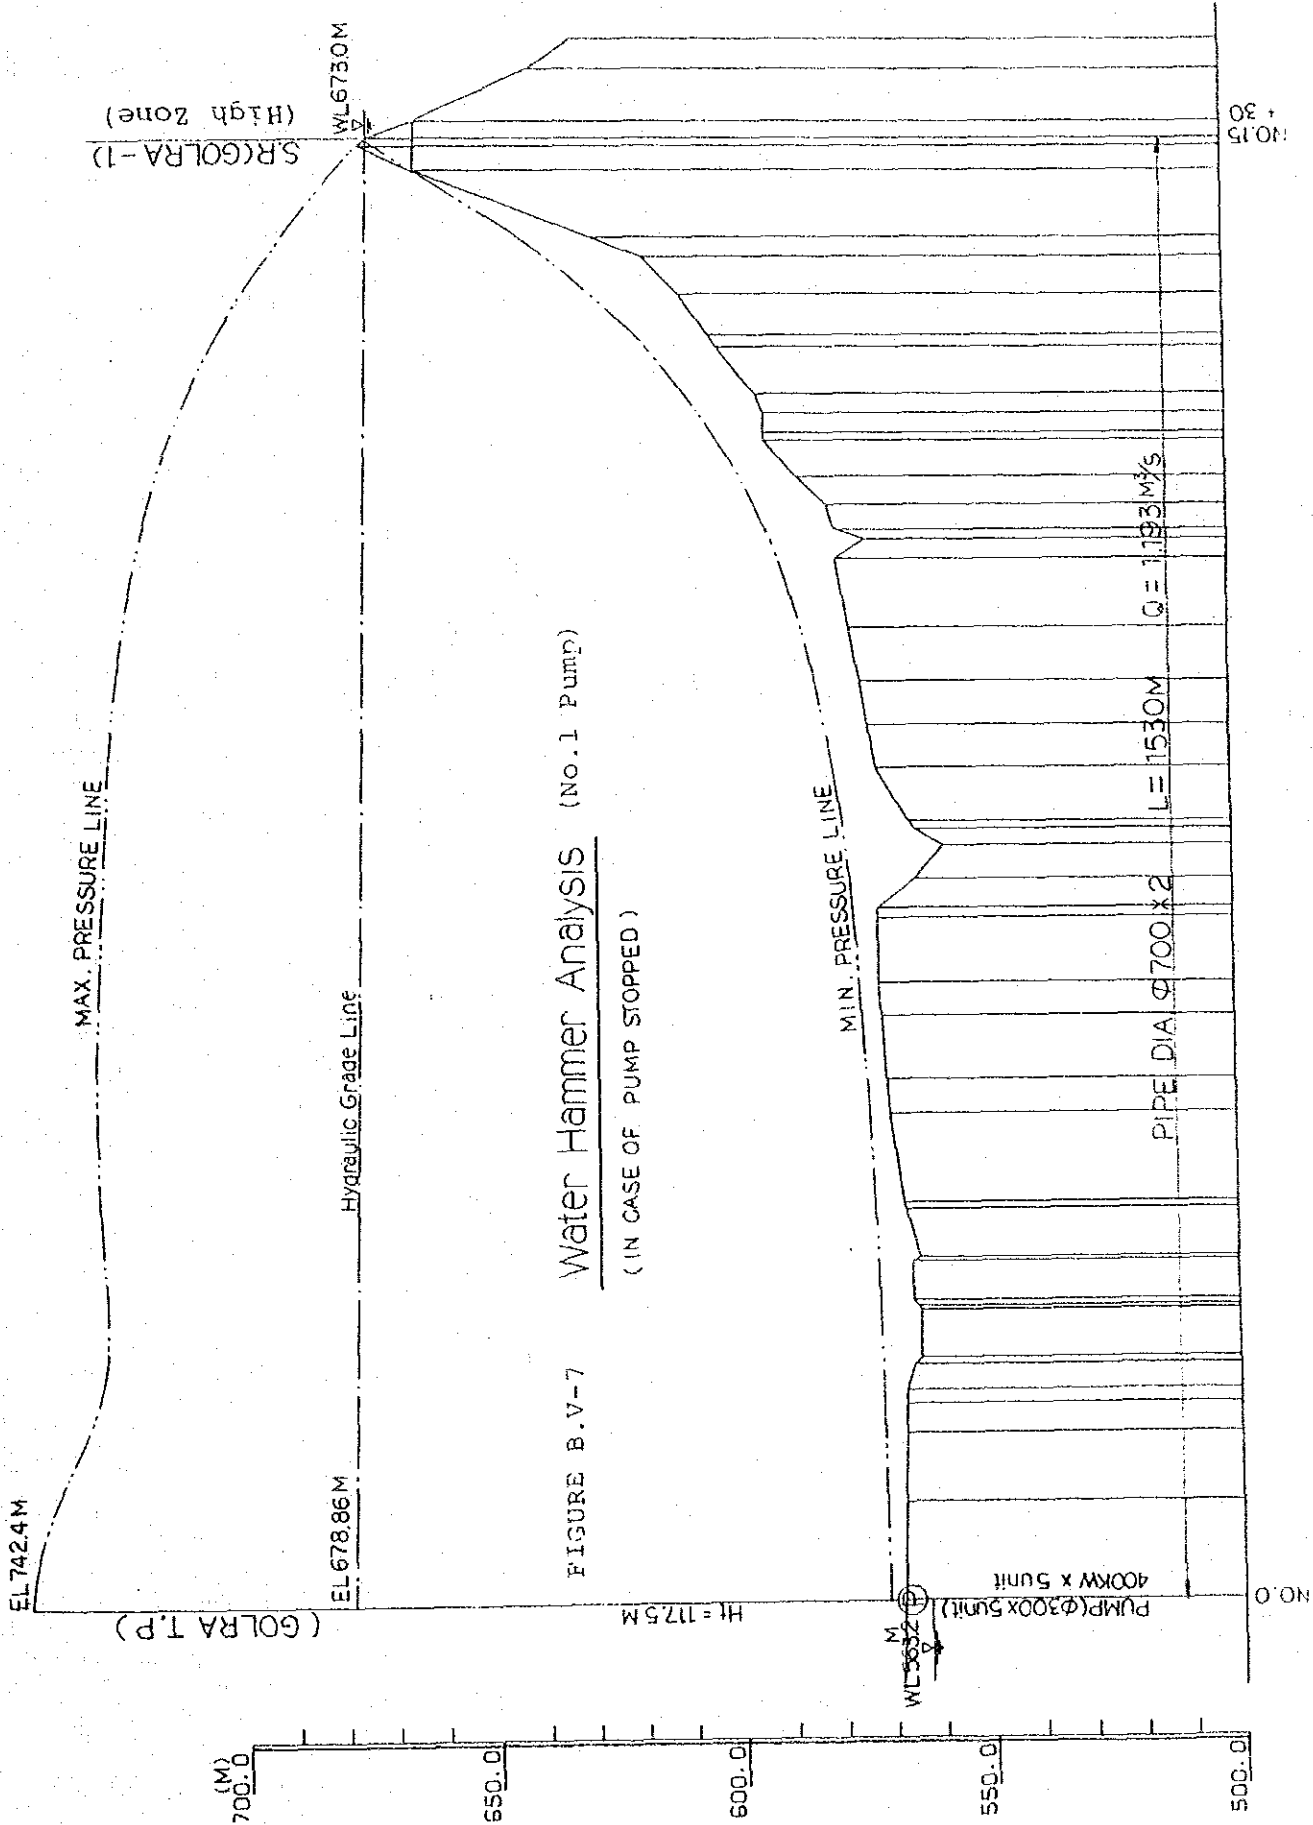 EL 742.4 M
(GOLRA T.P)
MAX. PRESSURE LINE
S.R(GOLRA-1)
(High Zone)
WL 673.0 M
EL 678.86 M
Hydraulic Grade Line
FIGURE B.V-7
Water Hammer Analysis (No.1 Pump)
(IN CASE OF PUMP STOPPED)
Ht = 117.5 M
MIN. PRESSURE LINE
WL 563.2
M
PUMP(Φ300x5unit)
400KW x 5unit
PIPE DIA Φ700x2 L = 1530M Q = 1.193 M³/S
NO.0
NO.15
+ 30
(M)
700.0
650.0
600.0
550.0
500.0